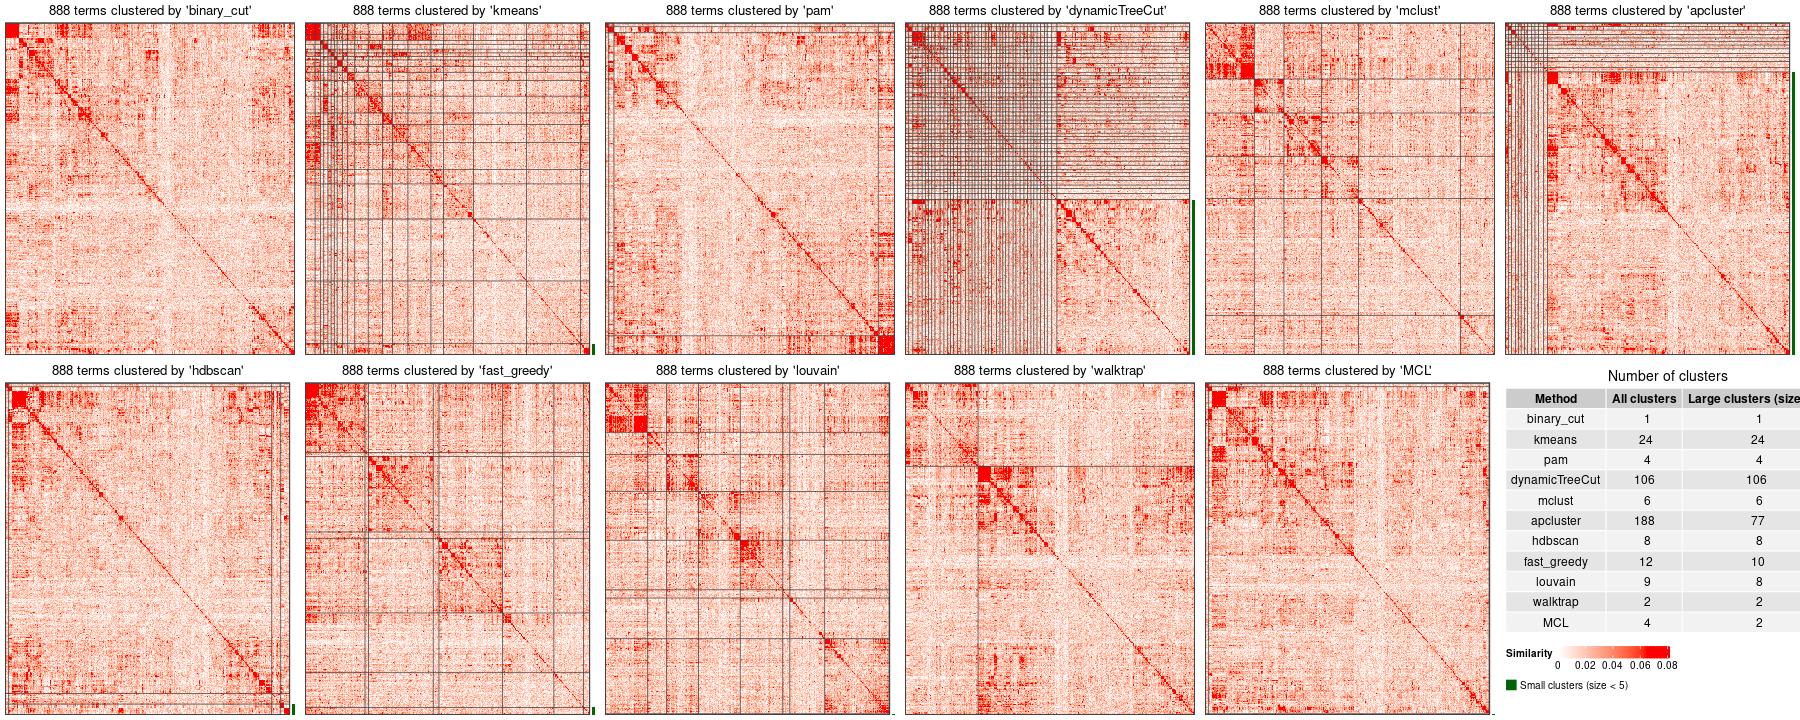 888 terms clustered by 'binary_cut'
888 terms clustered by 'kmeans'
888 terms clustered by 'pam'
888 terms clustered by 'dynamicTreeCut'
888 terms clustered by 'mclust'
888 terms clustered by 'apcluster'
888 terms clustered by 'hdbscan'
888 terms clustered by 'fast_greedy'
888 terms clustered by 'louvain'
888 terms clustered by 'walktrap'
888 terms clustered by 'MCL'
Number of clusters
Method All clusters Large clusters (size
binary_cut 1 1
kmeans 24 24
pam 4 4
dynamicTreeCut 106 106
mclust 6 6
apcluster 188 77
hdbscan 8 8
fast_greedy 12 10
louvain 9 8
walktrap 2 2
MCL 4 2
Similarity
0 0.02 0.04 0.06 0.08
Small clusters (size < 5)